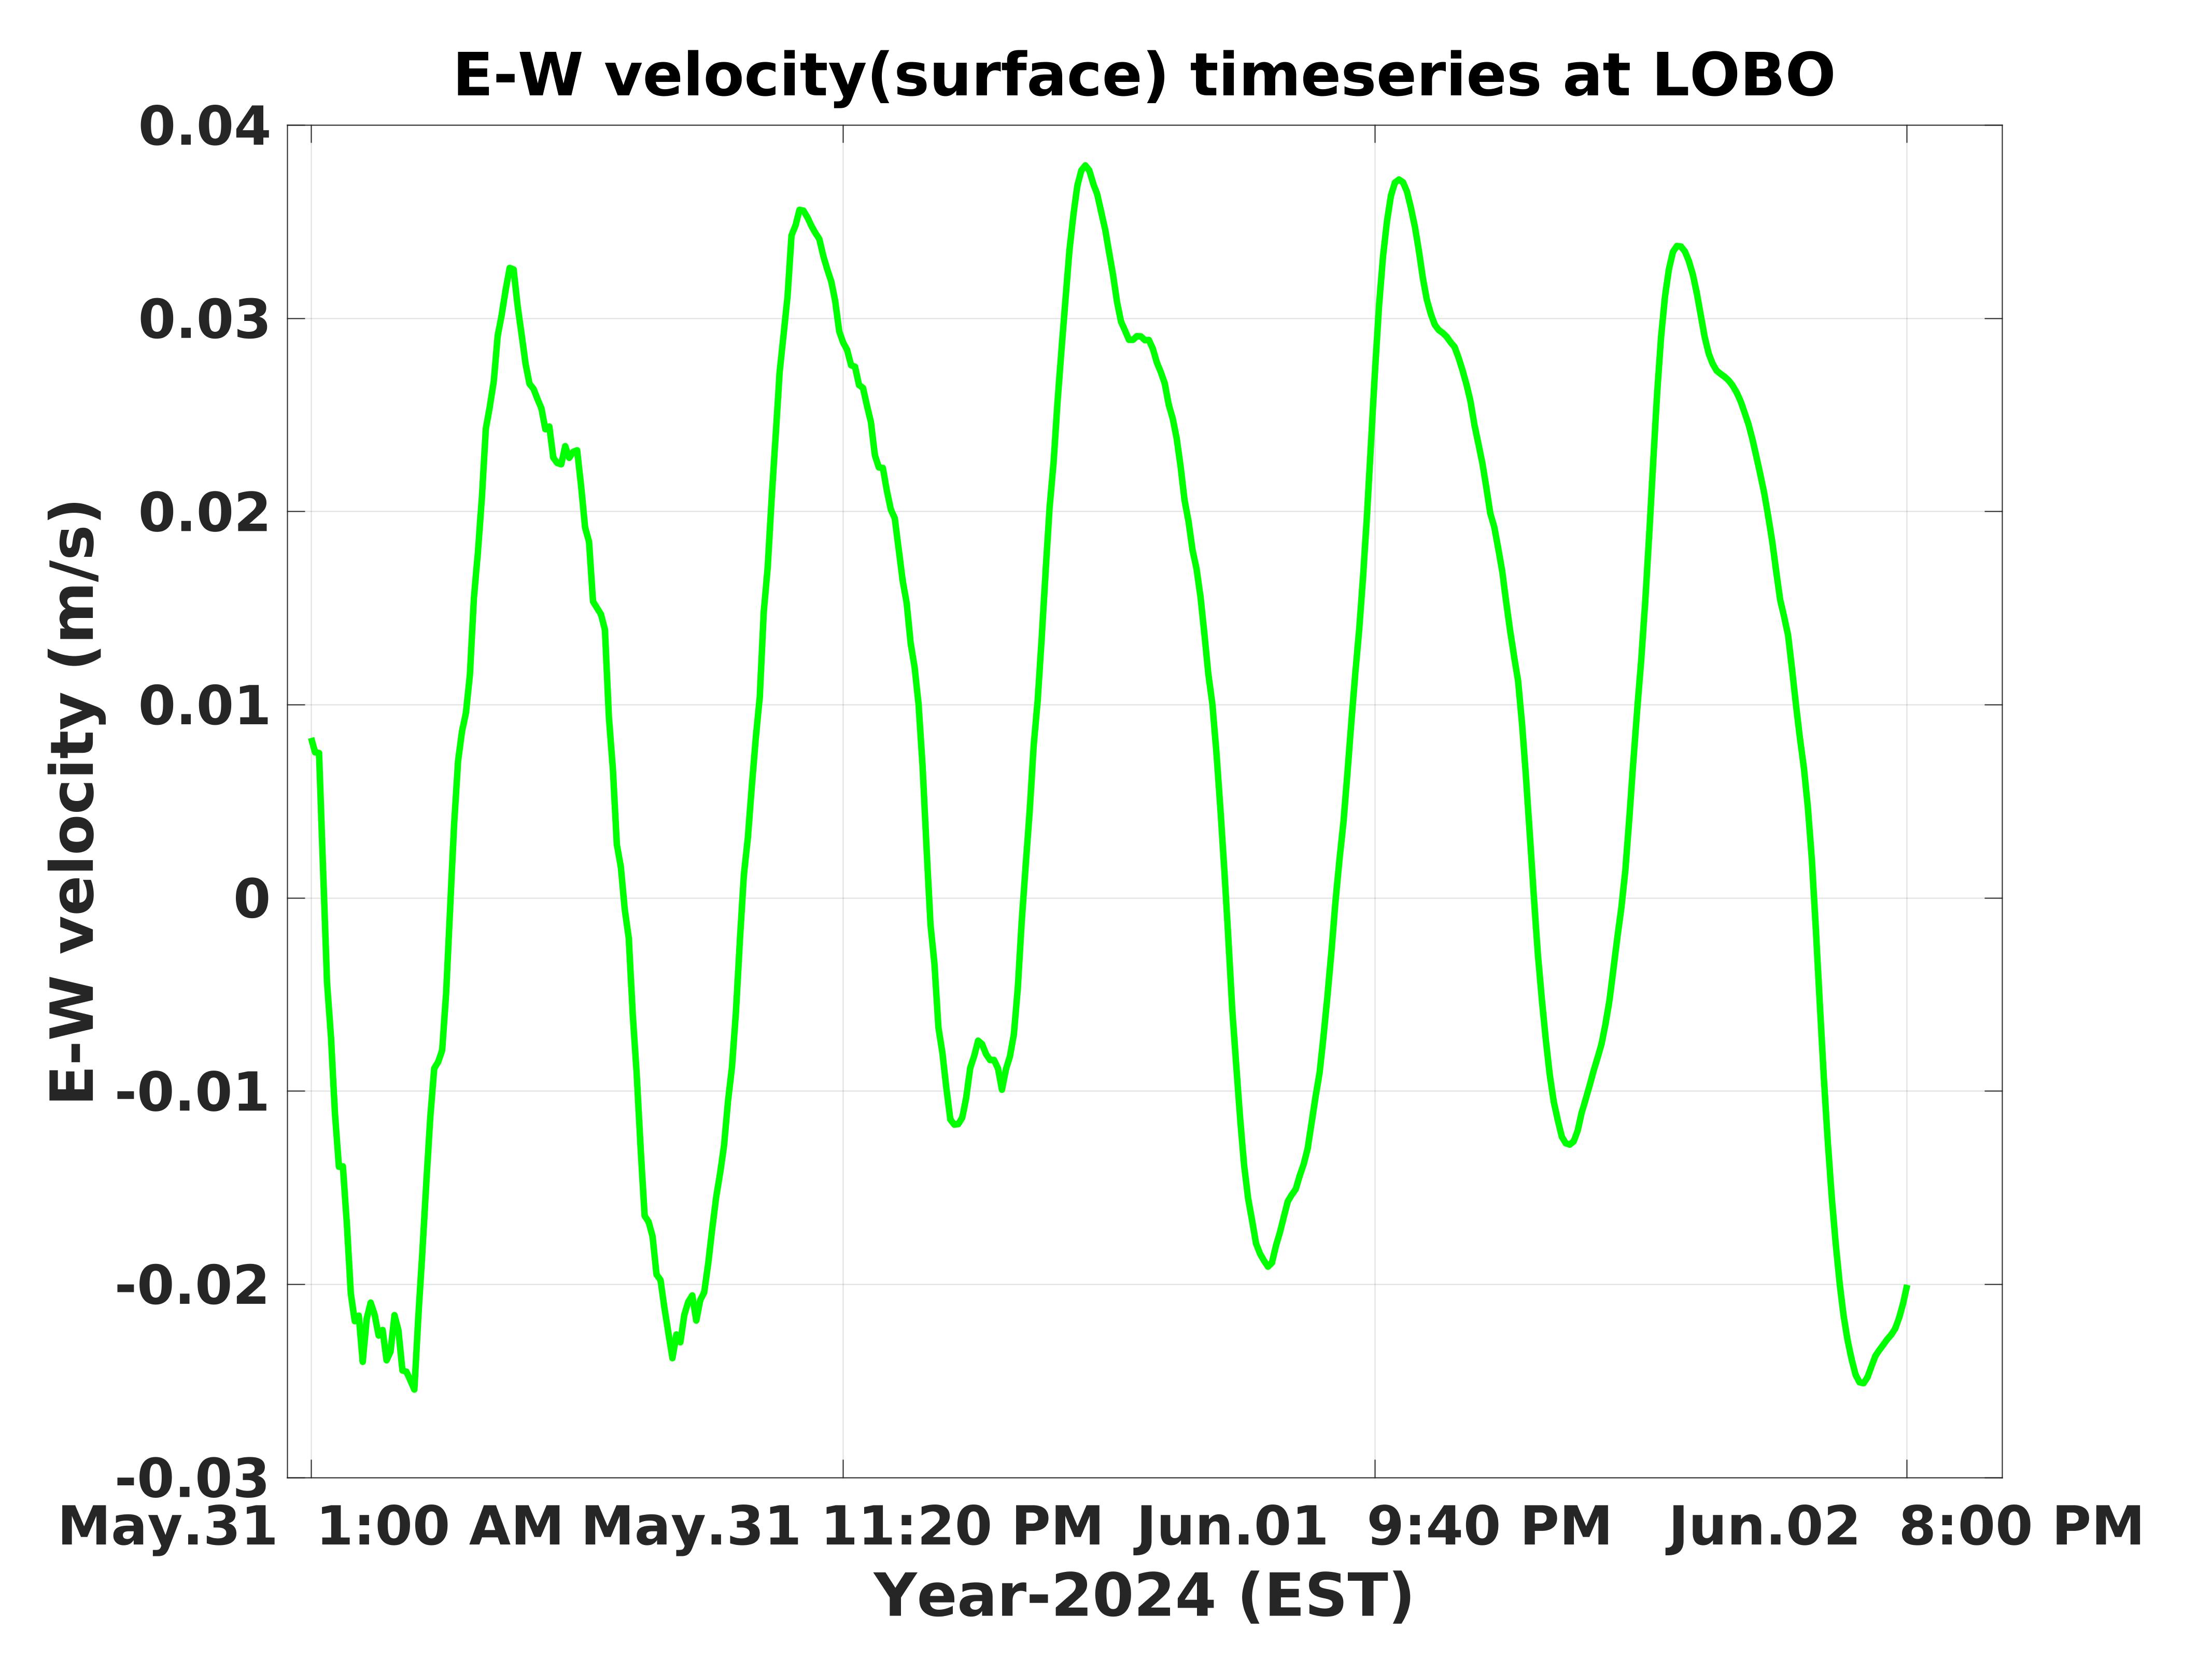 E-W velocity(surface) timeseries at LOBO
E-W velocity (m/s)
0.04
0.03
0.02
0.01
0
-0.01
-0.02
-0.03
May.31 1:00 AM May.31 11:20 PM Jun.01 9:40 PM Jun.02 8:00 PM
Year-2024 (EST)